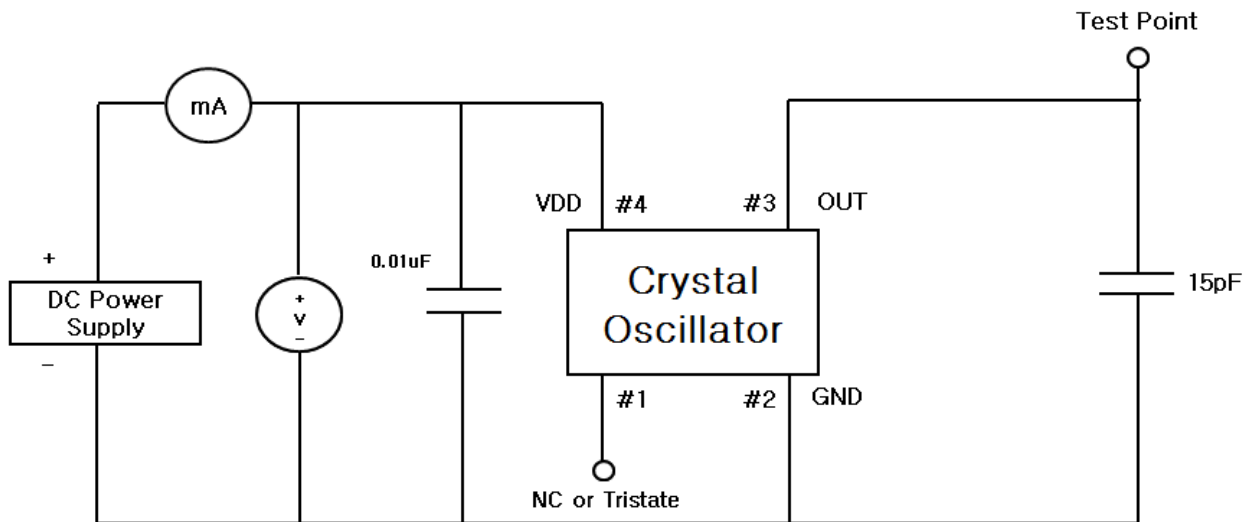 Test Point
mA
VDD #4 #3 OUT
+
0.01uF
Crystal
Oscillator
DC Power
Supply
+
V
-
15pF
-
#1 #2 GND
NC or Tristate